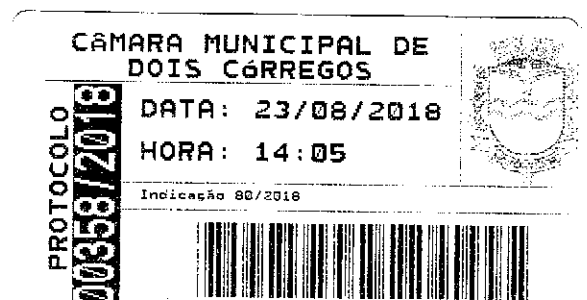 CâMARA MUNICIPAL DE
DOIS CóRREGOS
PROTOCOLO
00358/2018
DATA: 23/08/2018
HORA: 14:05
Indicação 80/2018